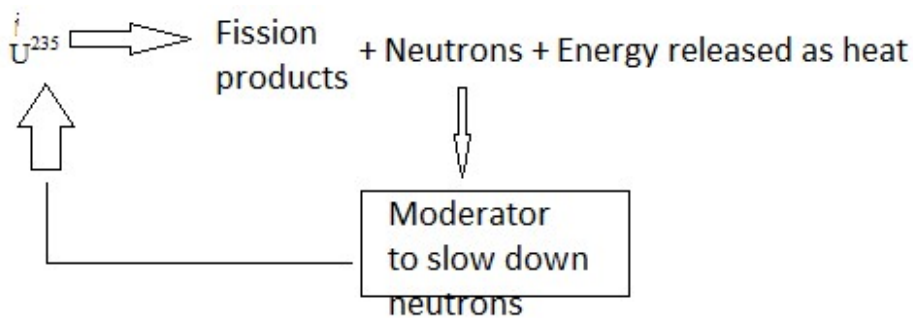 U²³⁵
Fission
products
+ Neutrons + Energy released as heat
Moderator
to slow down
neutrons